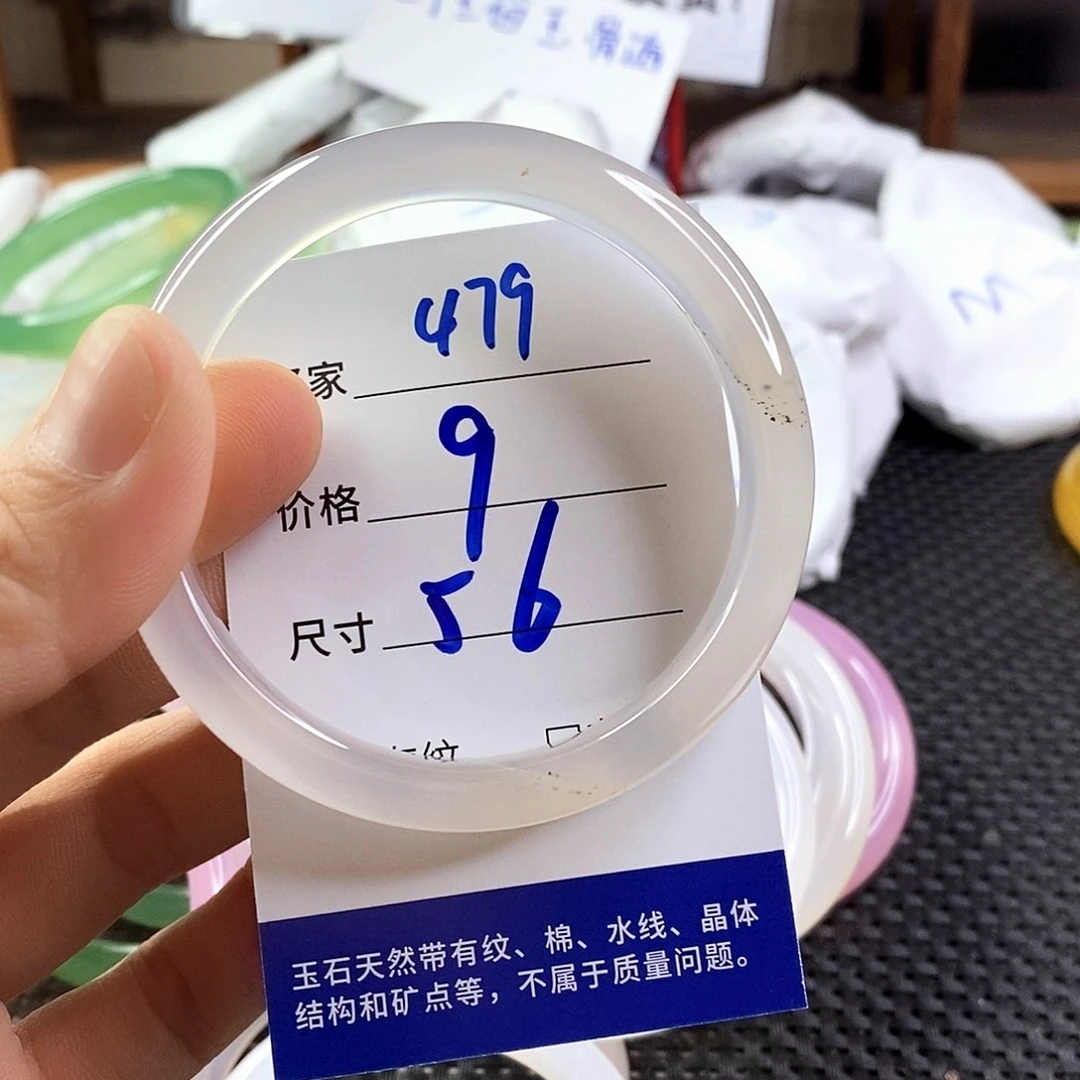 479
家
9
价格
56
尺寸
纹
玉石天然带有纹、棉、水线、晶体
结构和矿点等，不属于质量问题。
M